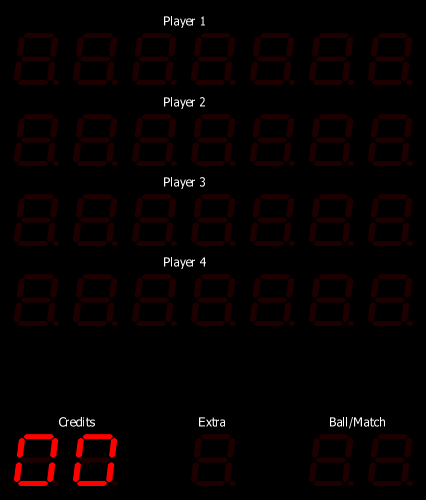 Player 1
Player 2
Player 3
Player 4
Credits Extra Ball/Match
00